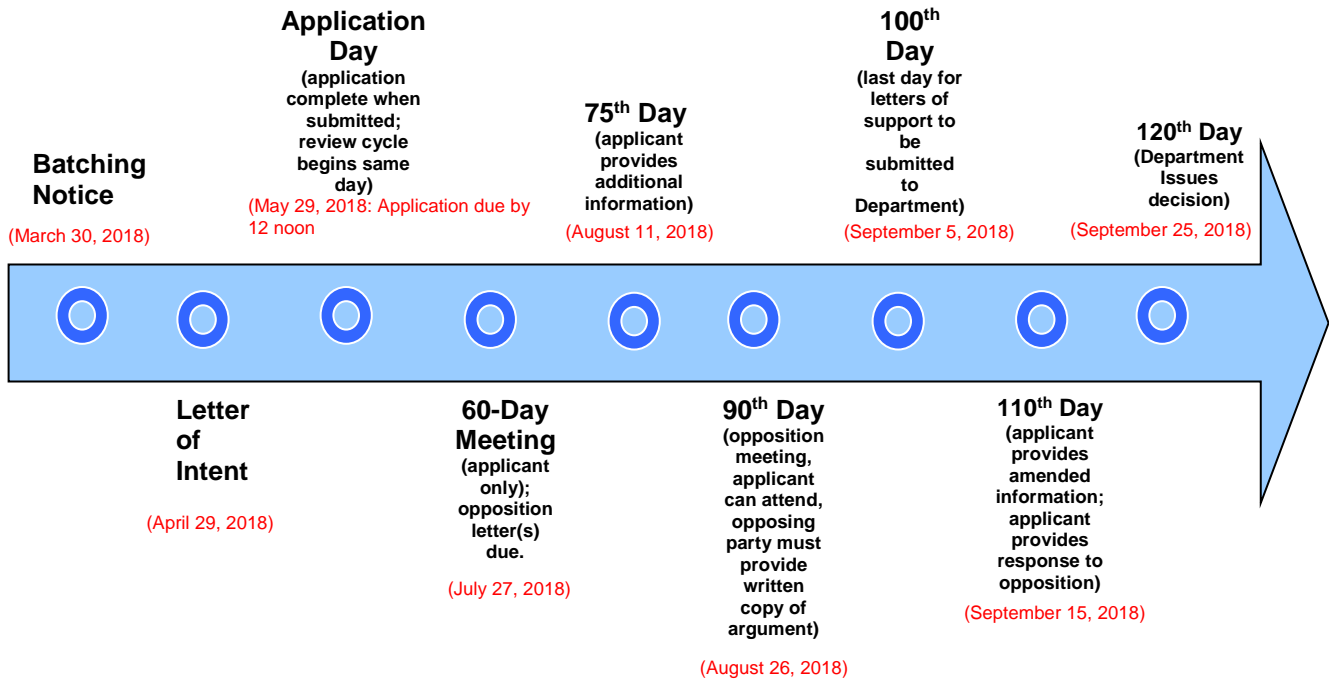 Batching
Notice
(March 30, 2018)
Letter
of
Intent
(April 29, 2018)
Application
Day
(application
complete when
submitted;
review cycle
begins same
day)
(May 29, 2018: Application due by
12 noon
60-Day
Meeting
(applicant
only);
opposition
letter(s)
due.
(July 27, 2018)
75th Day
(applicant
provides
additional
information)
(August 11, 2018)
90th Day
(opposition
meeting,
applicant
can attend,
opposing
party must
provide
written
copy of
argument)
(August 26, 2018)
100th
Day
(last day for
letters of
support to
be
submitted
to
Department)
(September 5, 2018)
110th Day
(applicant
provides
amended
information;
applicant
provides
response to
opposition)
(September 15, 2018)
120th Day
(Department
Issues
decision)
(September 25, 2018)